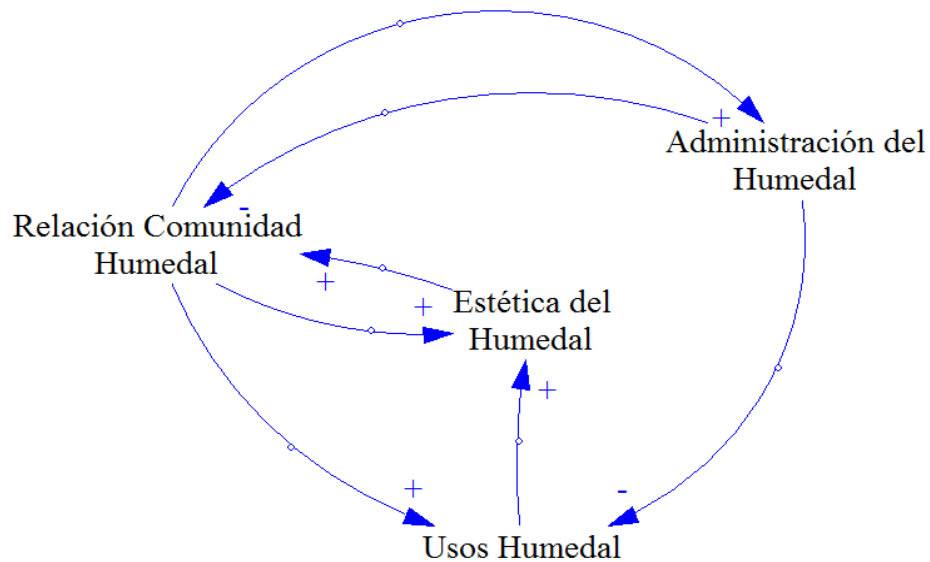 +
Administración del
Humedal
-
Relación Comunidad
Humedal
+
+
Estética del
Humedal
+
+
-
Usos Humedal